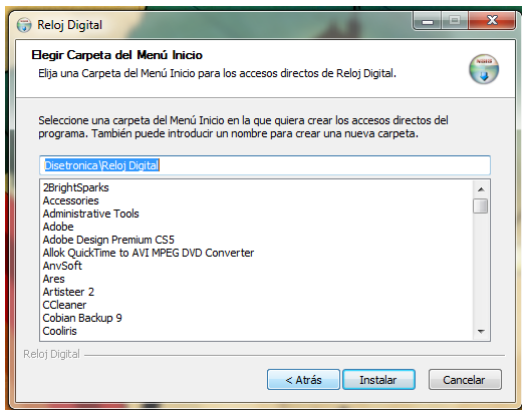 Reloj Digital
Elegir Carpeta del Menú Inicio
Elija una Carpeta del Menú Inicio para los accesos directos de Reloj Digital.
Seleccione una carpeta del Menú Inicio en la que quiera crear los accesos directos del
programa. También puede introducir un nombre para crear una nueva carpeta.
Disetronica\Reloj Digital
2BrightSparks
Accessories
Administrative Tools
Adobe
Adobe Design Premium CS5
Allok QuickTime to AVI MPEG DVD Converter
AnvSoft
Ares
Artisteer 2
CCleaner
Cobian Backup 9
Cooliris
Reloj Digital
< Atrás
Instalar
Cancelar